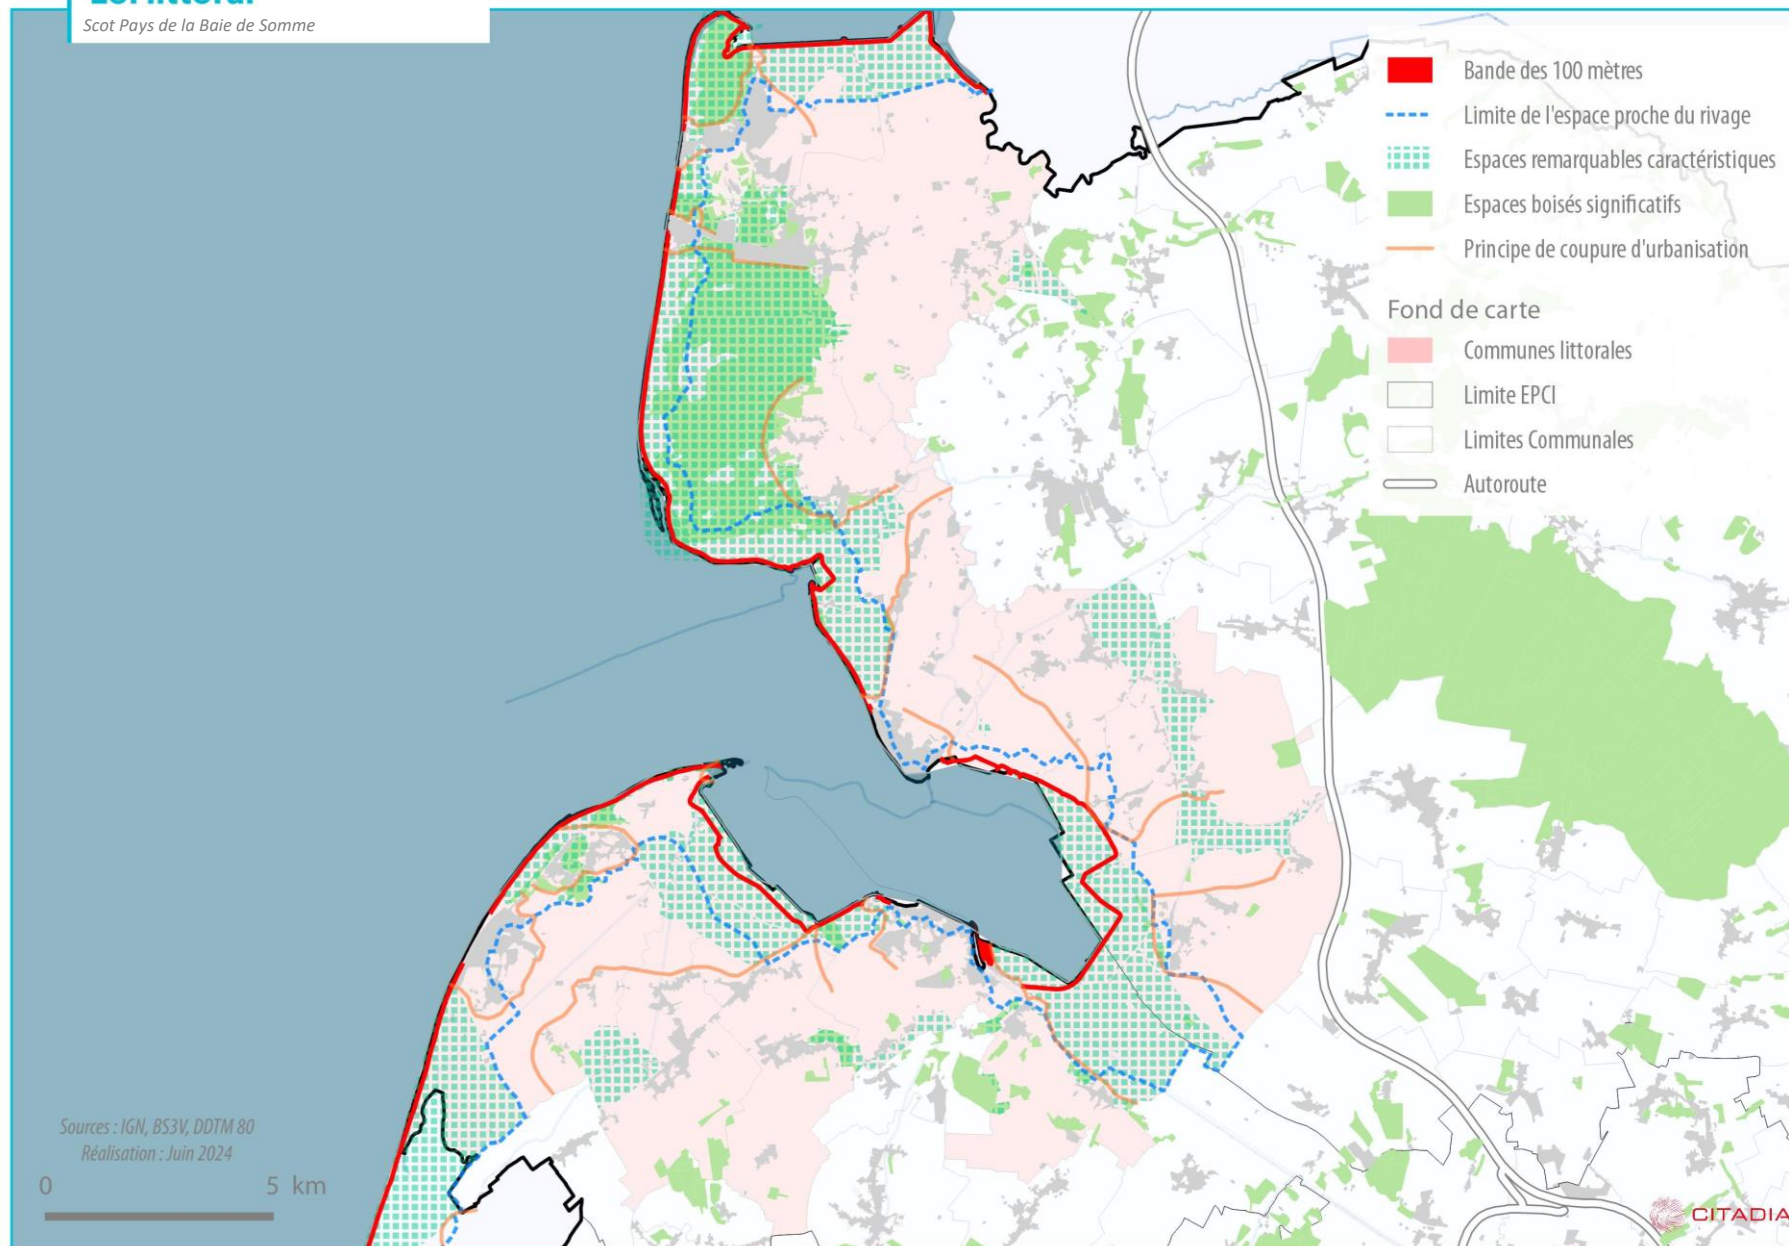 Loi littoral
Scot Pays de la Baie de Somme
Bande des 100 mètres
Limite de l'espace proche du rivage
Espaces remarquables caractéristiques
Espaces boisés significatifs
Principe de coupure d'urbanisation
Fond de carte
Communes littorales
Limite EPCI
Limites Communales
Autoroute
Sources : IGN, BS3V, DDTM 80
Réalisation : Juin 2024
0 5 km
CITADIA